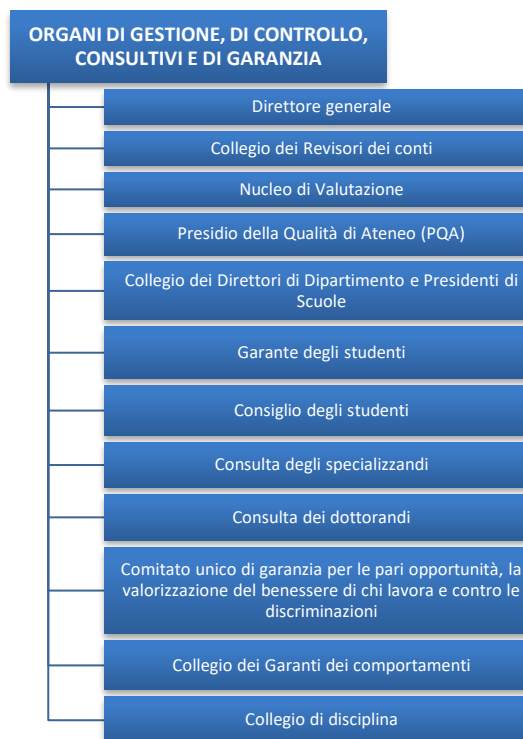 ORGANI DI GESTIONE, DI CONTROLLO,
CONSULTIVI E DI GARANZIA
Direttore generale
Collegio dei Revisori dei conti
Nucleo di Valutazione
Presidio della Qualità di Ateneo (PQA)
Collegio dei Direttori di Dipartimento e Presidenti di
Scuole
Garante degli studenti
Consiglio degli studenti
Consulta degli specializzandi
Consulta dei dottorandi
Comitato unico di garanzia per le pari opportunità, la
valorizzazione del benessere di chi lavora e contro le
discriminazioni
Collegio dei Garanti dei comportamenti
Collegio di disciplina